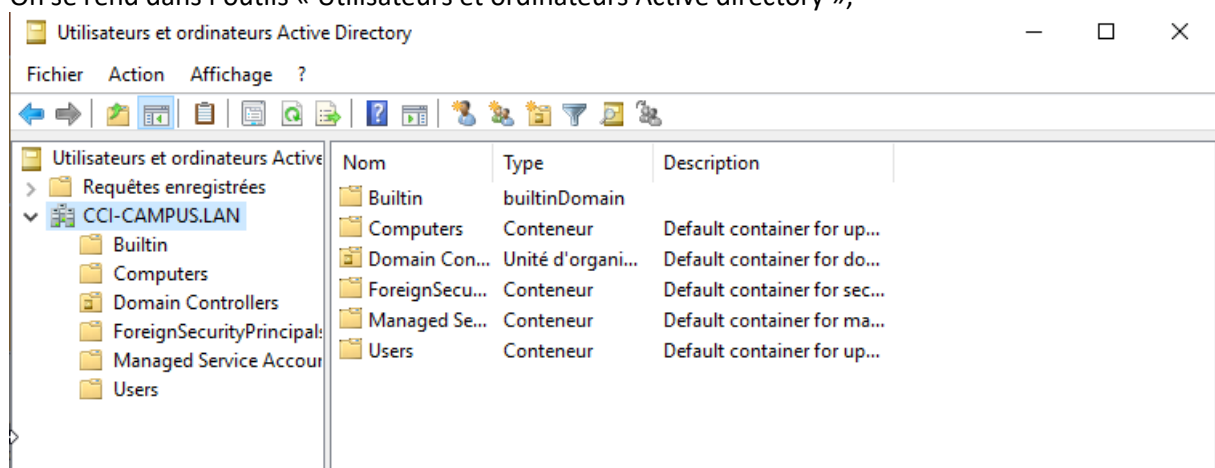 On se rend dans l'outils « Utilisateurs et ordinateurs Active directory »,
Utilisateurs et ordinateurs Active Directory
Fichier Action Affichage ?
Utilisateurs et ordinateurs Active
Requêtes enregistrées
CCI-CAMPUS.LAN
Builtin
Computers
Domain Controllers
ForeignSecurityPrincipal
Managed Service Accour
Users
Nom Type Description
Builtin builtinDomain
Computers Conteneur Default container for up...
Domain Con... Unité d'organi... Default container for do...
ForeignSecu... Conteneur Default container for sec...
Managed Se... Conteneur Default container for ma...
Users Conteneur Default container for up...